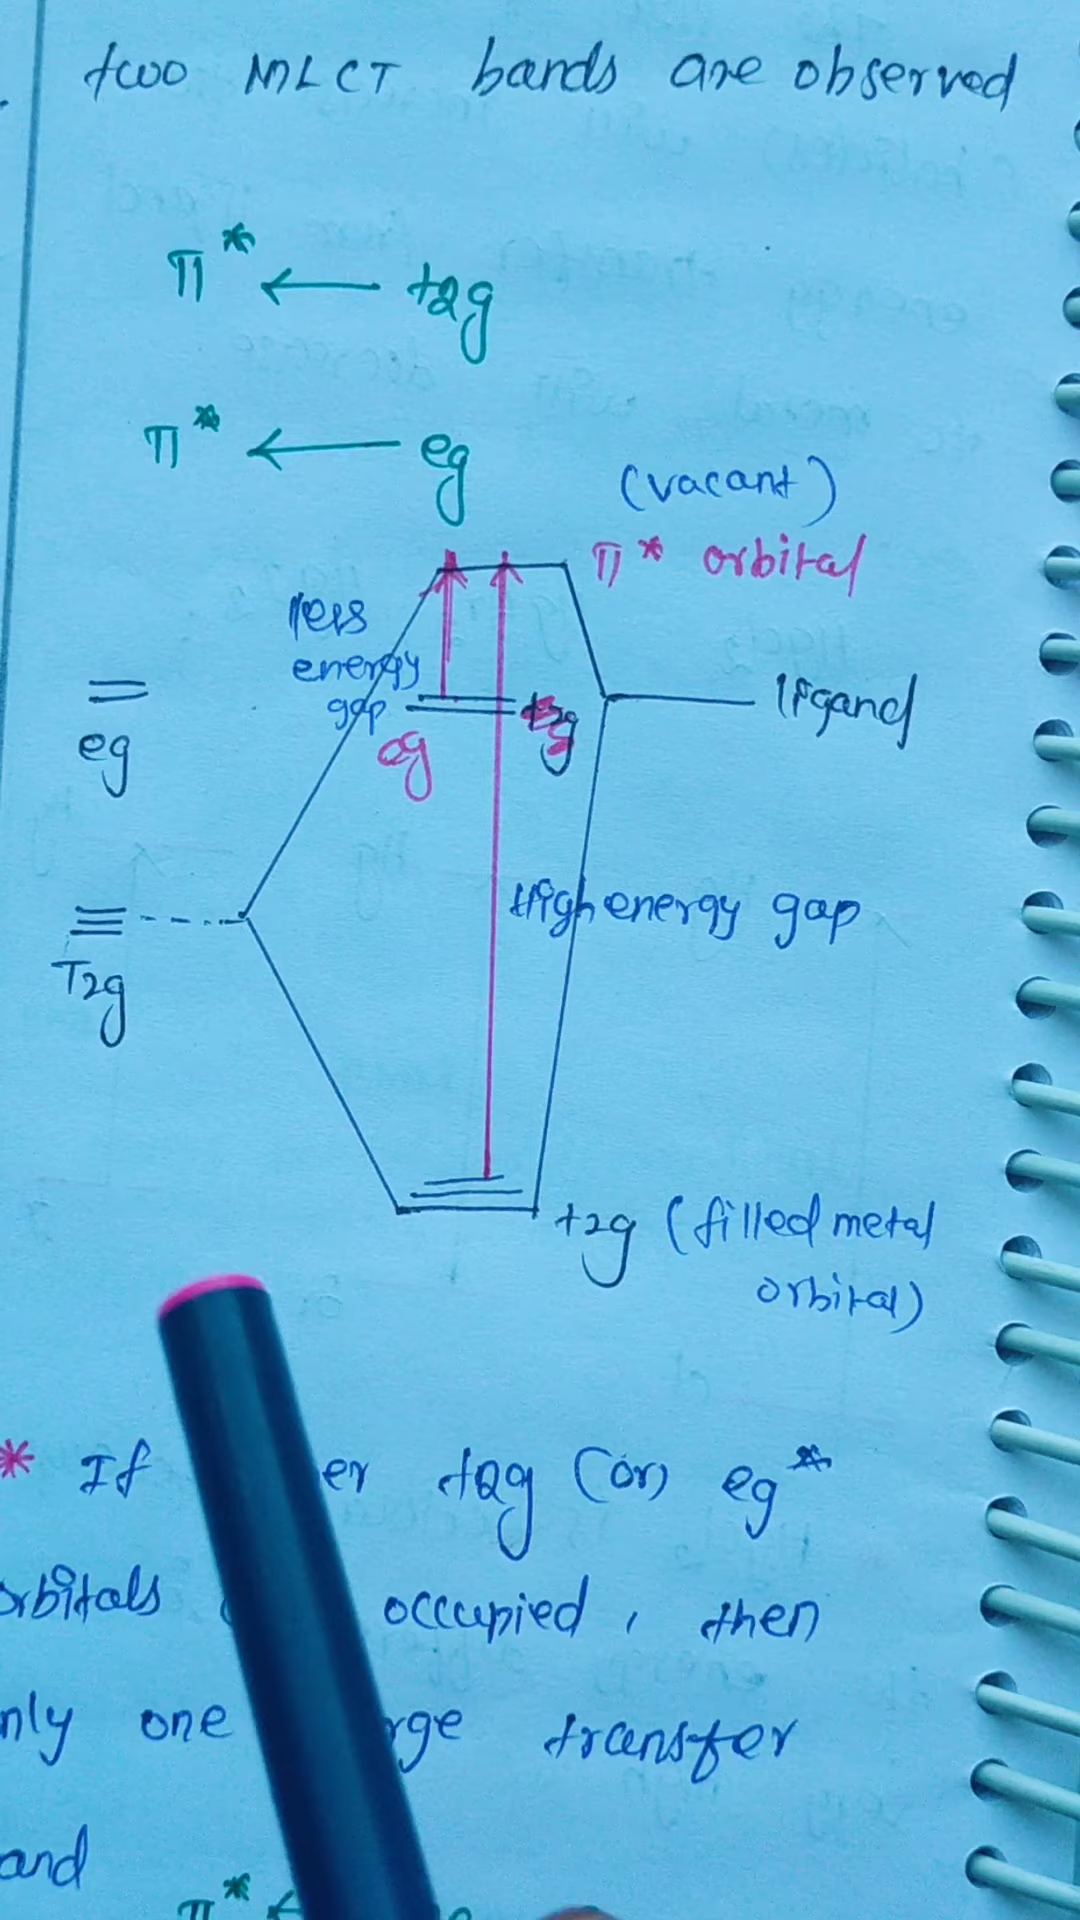 two MLCT bands are observed
π* ← t2g
π* ← eg
(vacant)
π* orbital
less
energy
gap
eg
ligand
eg
High energy gap
T2g
t2g (filled metal
orbital)
* If er t2g (or) eg*
orbitals occupied, then
nly one rge transfer
and
π* ←